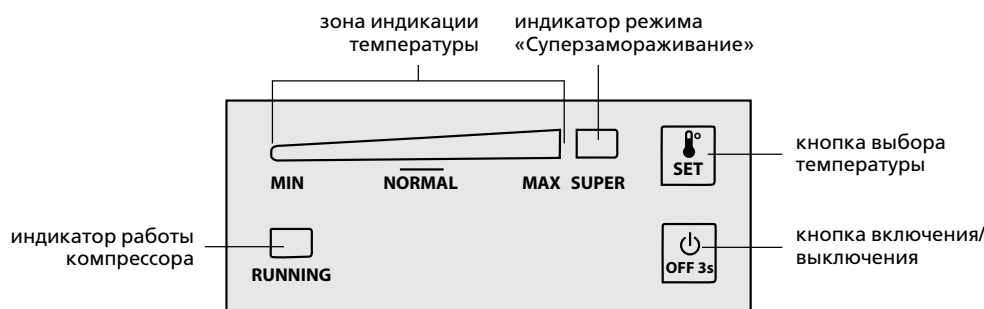 зона индикации
температуры
индикатор режима
«Суперзамораживание»
MIN
NORMAL
MAX
SUPER
SET
кнопка выбора
температуры
индикатор работы
компрессора
RUNNING
OFF 3s
кнопка включения/
выключения